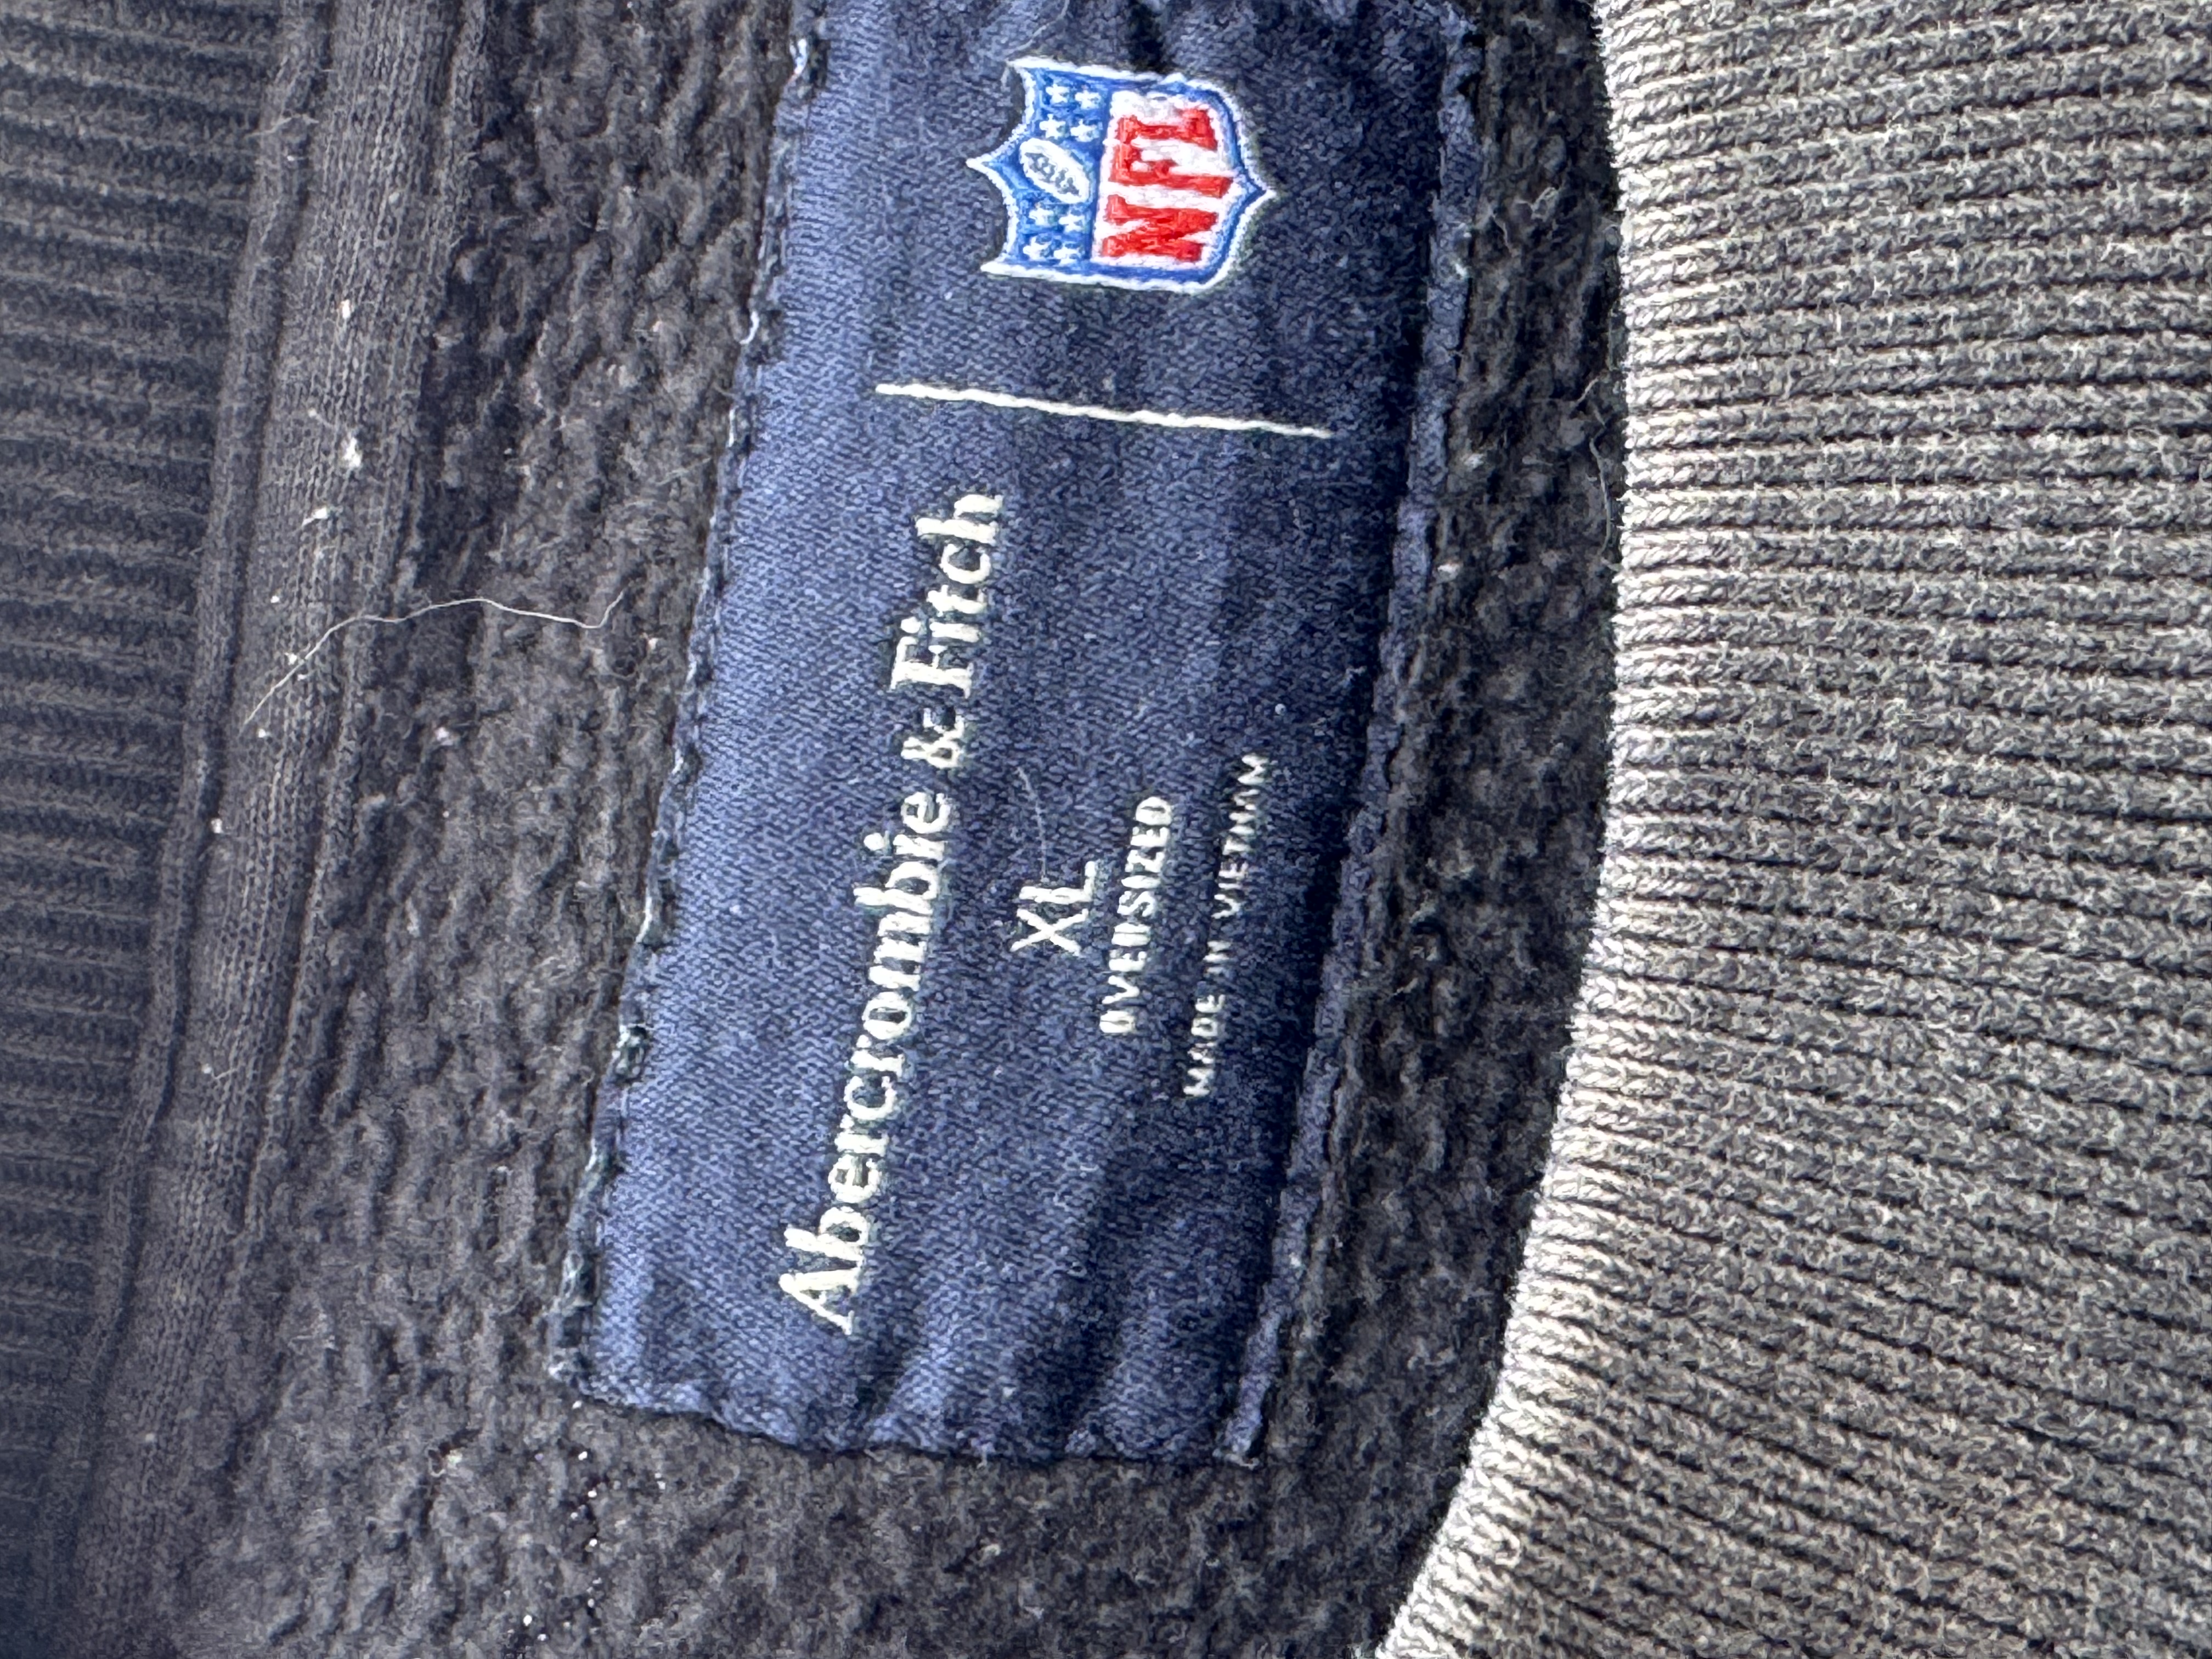 Abercrombie & Fitch
XL
OVERSIZED
MADE IN VIETNAM
NFL